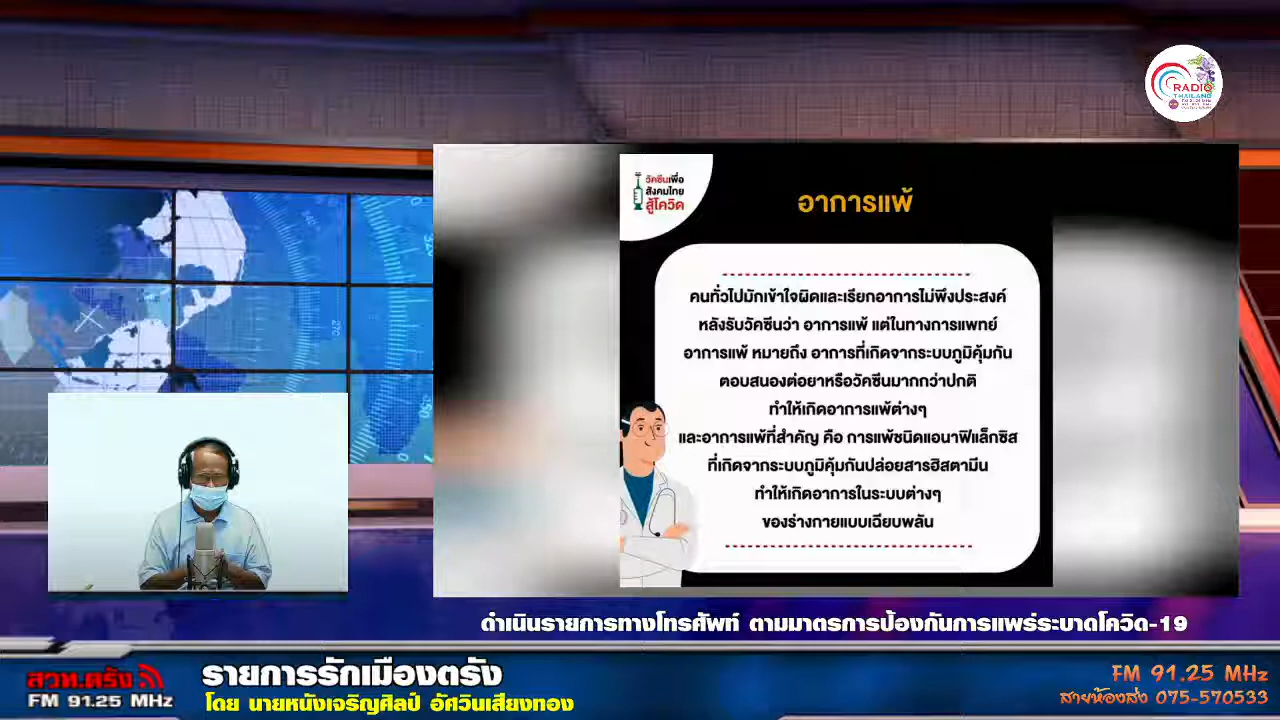 RADIO
THAILAND
วัคซีนเพื่อ
สังคมไทย
สู้โควิด
อาการแพ้
คนทั่วไปมักเข้าใจผิดและเรียกอาการไม่พึงประสงค์
หลังรับวัคซีนว่า อาการแพ้ แต่ในทางการแพทย์
อาการแพ้ หมายถึง อาการที่เกิดจากระบบภูมิคุ้มกัน
ตอบสนองต่อยาหรือวัคซีนมากกว่าปกติ
ทำให้เกิดอาการแพ้ต่างๆ
และอาการแพ้ที่สำคัญ คือ การแพ้ชนิดแอนาฟิแล็กซิส
ที่เกิดจากระบบภูมิคุ้มกันปล่อยสารฮิสตามีน
ทำให้เกิดอาการในระบบต่างๆ
ของร่างกายแบบเฉียบพลัน
ดำเนินรายการทางโทรศัพท์ ตามมาตรการป้องกันการแพร่ระบาดโควิด-19
สวท.ตรัง
FM 91.25 MHz
รายการรักเมืองตรัง
โดย นายหนังเจริญศิลป์ อัศวินเสียงทอง
FM 91.25 MHz
สายห้องส่ง 075-570533